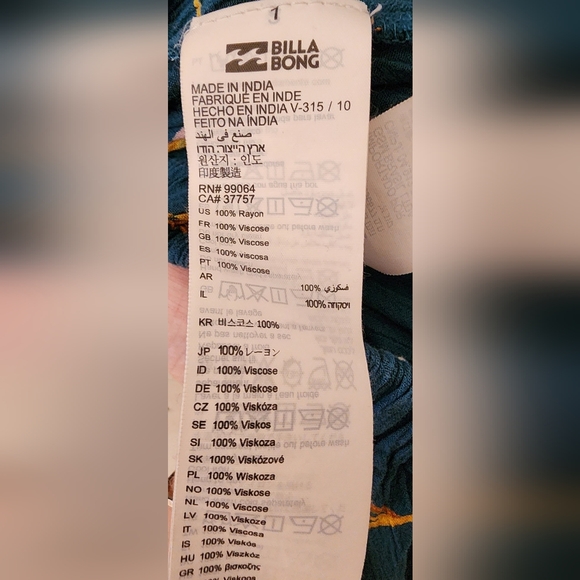 1
BILLA
BONG
MADE IN INDIA
FABRIQUÉ EN INDE
HECHO EN INDIA V-315 / 10
FEITO NA ÍNDIA
صنع في الهند
ארץ הייצור: הודו
원산지 : 인도
印度製造
RN# 99064
CA# 37757
US 100% Rayon
FR 100% Viscose
GB 100% Viscose
ES 100% viscosa
PT 100% Viscose
AR 100% فسكوزي
IL 100% ויסקוזה
KR 비스코스 100%
JP 100% レーヨン
ID 100% Viscose
DE 100% Viskose
CZ 100% Viskóza
SE 100% Viskos
SI 100% Viskoza
SK 100% Viskózové
PL 100% Wiskoza
NO 100% Viskose
NL 100% Viscose
LV 100% Viskoze
IT 100% Viscosa
IS 100% Viskós
HU 100% Viszkóz
GR 100% βισκοζης